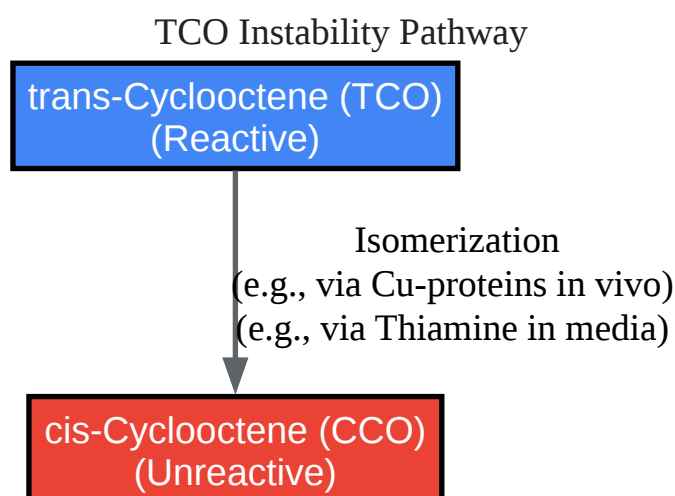 TCO Instability Pathway
trans-Cyclooctene (TCO)
(Reactive)
Isomerization
(e.g., via Cu-proteins in vivo)
(e.g., via Thiamine in media)
cis-Cyclooctene (CCO)
(Unreactive)